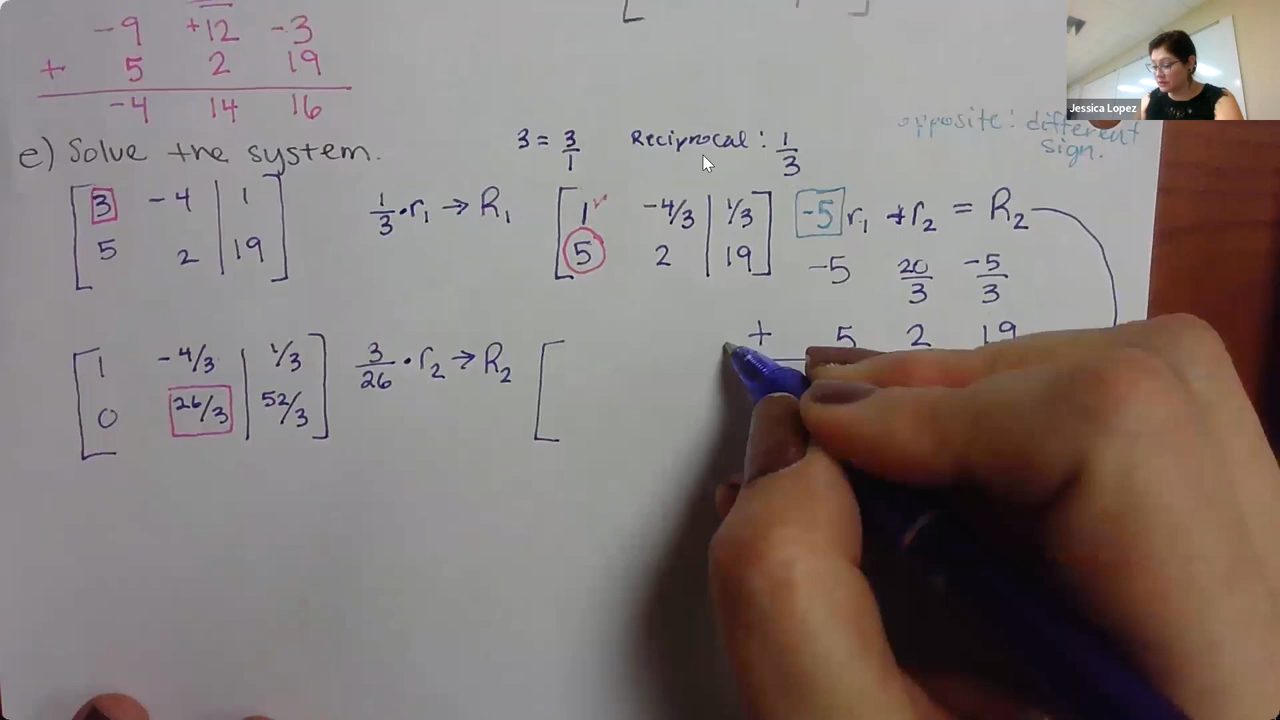 -9 +12 -3
+ 5 2 19
-4 14 16
Jessica Lopez
opposite: different sign.
e) Solve the system.
3 = 3/1 Reciprocal: 1/3
[3 -4 | 1]
[5 2 | 19]
1/3 · r₁ → R₁
[1 -4/3 | 1/3]
[5 2 | 19]
-5 r₁ + r₂ = R₂
-5 20/3 -5/3
+ 5 2 19
[1 -4/3 | 1/3]
[0 26/3 | 52/3]
3/26 · r₂ → R₂ [